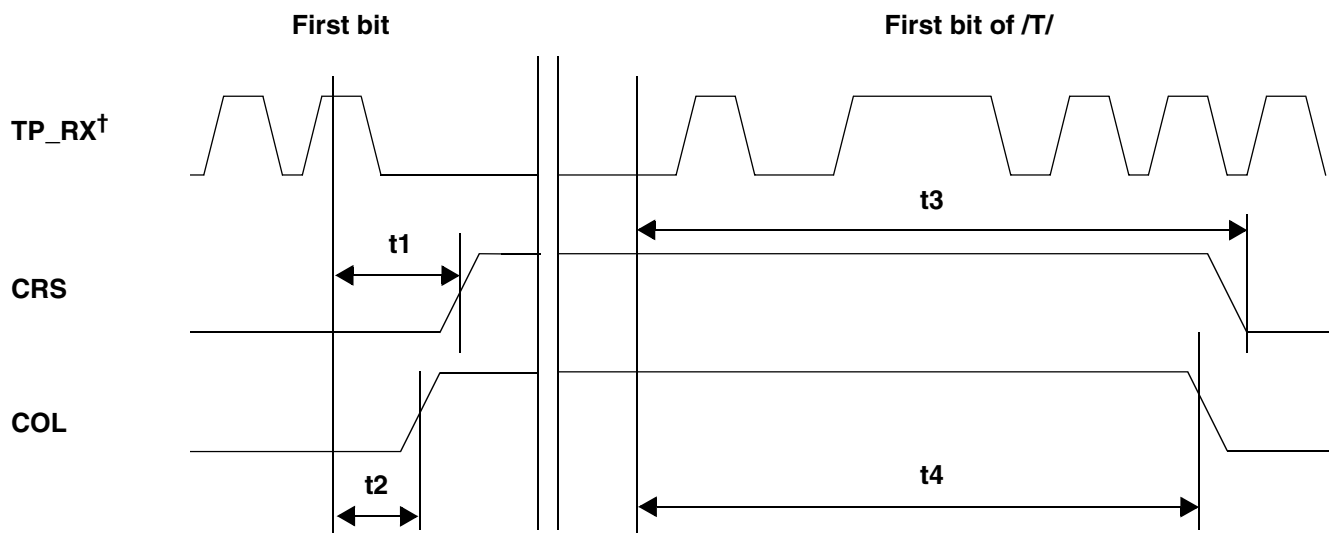 First bit
First bit of /T/
TP_RX†
t3
t1
CRS
COL
t4
t2